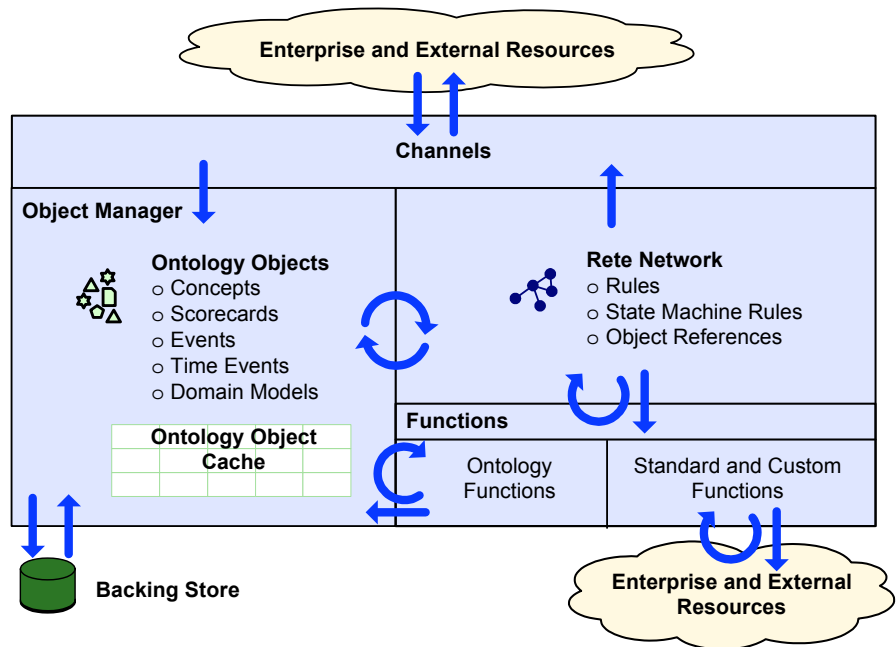 Enterprise and External Resources
Channels
Object Manager
Ontology Objects
o Concepts
o Scorecards
o Events
o Time Events
o Domain Models
Ontology Object
Cache
Rete Network
o Rules
o State Machine Rules
o Object References
Functions
Ontology
Functions
Standard and Custom
Functions
Backing Store
Enterprise and External
Resources